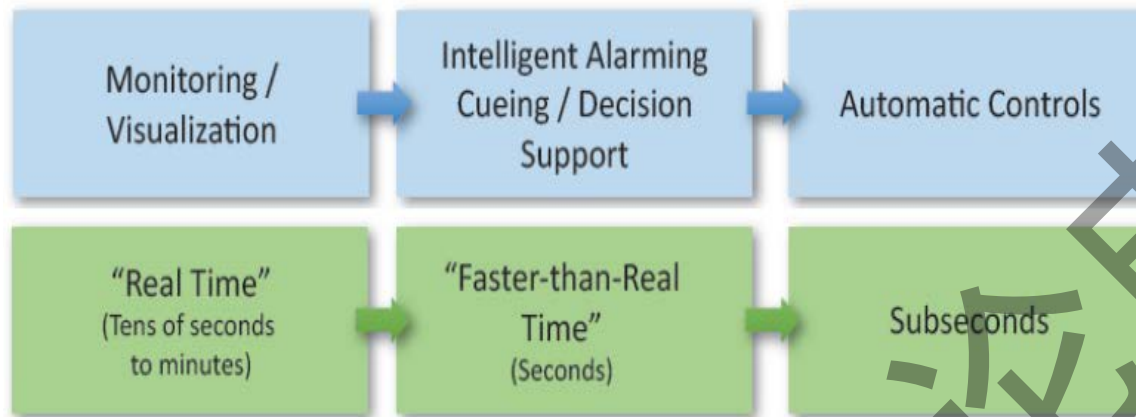 Monitoring /
Visualization
Intelligent Alarming
Cueing / Decision
Support
Automatic Controls
“Real Time”
(Tens of seconds
to minutes)
“Faster-than-Real
Time”
(Seconds)
Subseconds